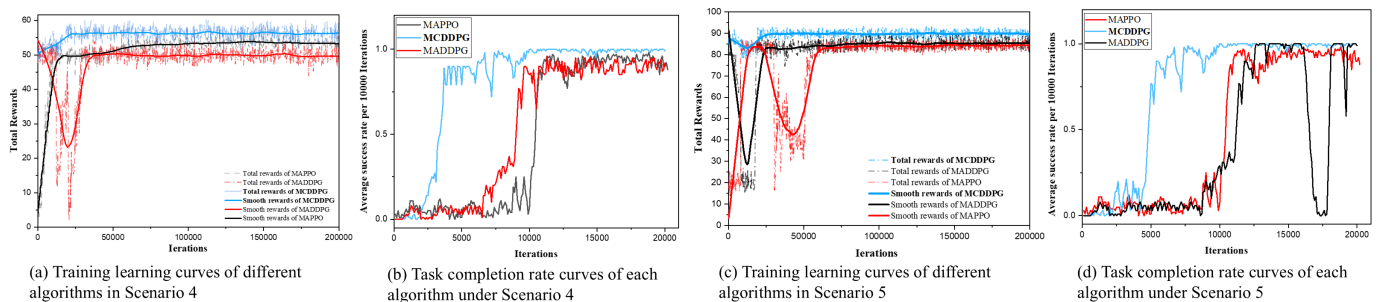 60
50
40
30
20
10
0
Total Rewards
0
50000
100000
150000
200000
Iterations
Total rewards of MAPPO
Total rewards of MADDPG
Total rewards of MCDDPG
Smooth rewards of MCDDPG
Smooth rewards of MADDPG
Smooth rewards of MAPPO
(a) Training learning curves of different
algorithms in Scenario 4
MAPPO
MCDDPG
MADDPG
1.0
0.5
0.0
Average success rate per 100000 Iterations
0
5000
10000
15000
20000
Iterations
(b) Task completion rate curves of each
algorithm under Scenario 4
100
90
80
70
60
50
40
30
20
10
0
Total Rewards
0
50000
100000
150000
200000
Iterations
Total rewards of MCDDPG
Total rewards of MADDPG
Total rewards of MAPPO
Smooth rewards of MCDDPG
Smooth rewards of MADDPG
Smooth rewards of MAPPO
(c) Training learning curves of different
algorithms in Scenario 5
MAPPO
MCDDPG
MADDPG
1.0
0.5
0.0
Average success rate per 100000 Iterations
0
5000
10000
15000
20000
Iterations
(d) Task completion rate curves of each
algorithm under Scenario 5